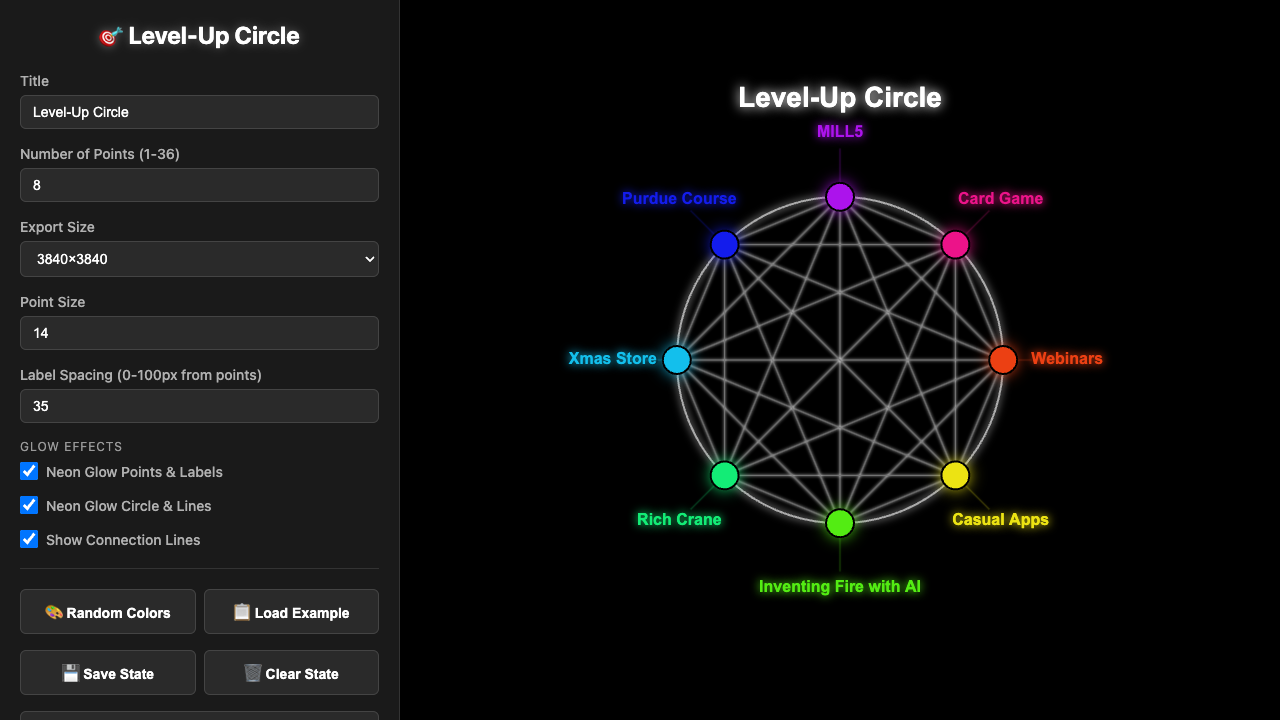 🎯 Level-Up Circle
Title
Level-Up Circle
Number of Points (1-36)
8
Export Size
3840×3840
Point Size
14
Label Spacing (0-100px from points)
35
GLOW EFFECTS
Neon Glow Points & Labels
Neon Glow Circle & Lines
Show Connection Lines
🎨 Random Colors
📋 Load Example
💾 Save State
🗑️ Clear State
Level-Up Circle
MILL5
Purdue Course
Card Game
Xmas Store
Webinars
Rich Crane
Casual Apps
Inventing Fire with AI